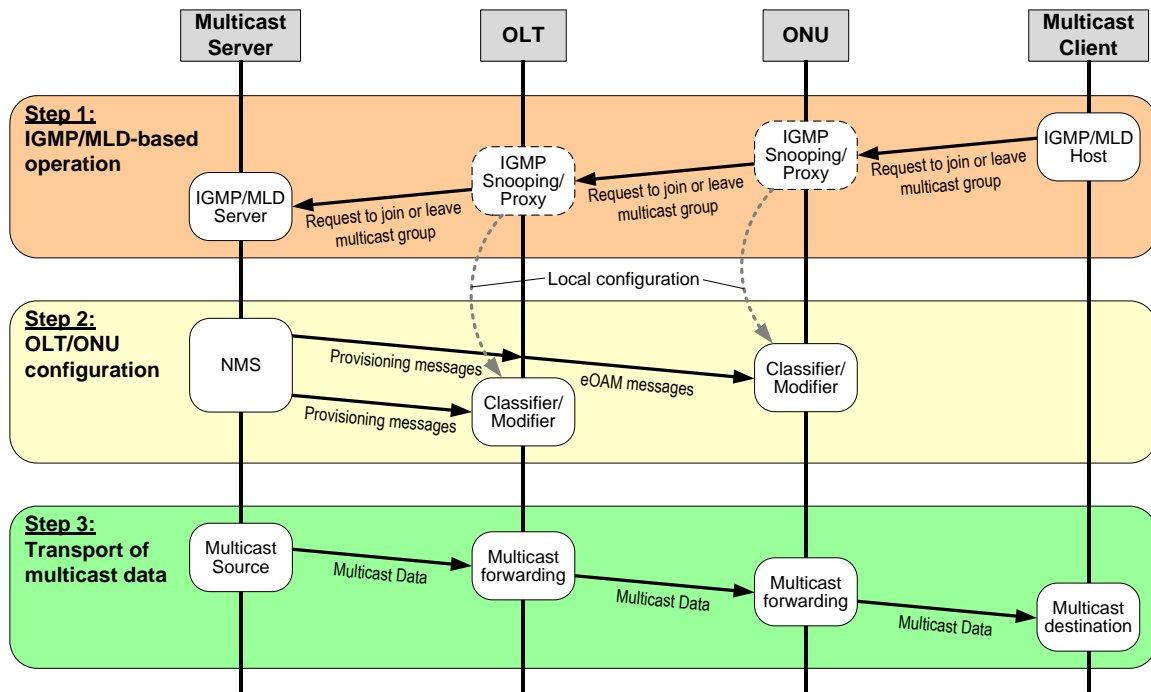 Multicast
Server
OLT
ONU
Multicast
Client
Step 1:
IGMP/MLD-based
operation
IGMP/MLD
Server
Request to join or leave
multicast group
IGMP
Snooping/
Proxy
Request to join or leave
multicast group
IGMP
Snooping/
Proxy
Request to join or leave
multicast group
IGMP/MLD
Host
Local configuration
Step 2:
OLT/ONU
configuration
NMS
Provisioning messages
eOAM messages
Classifier/
Modifier
Provisioning messages
Classifier/
Modifier
Step 3:
Transport of
multicast data
Multicast
Source
Multicast Data
Multicast
forwarding
Multicast Data
Multicast
forwarding
Multicast Data
Multicast
destination